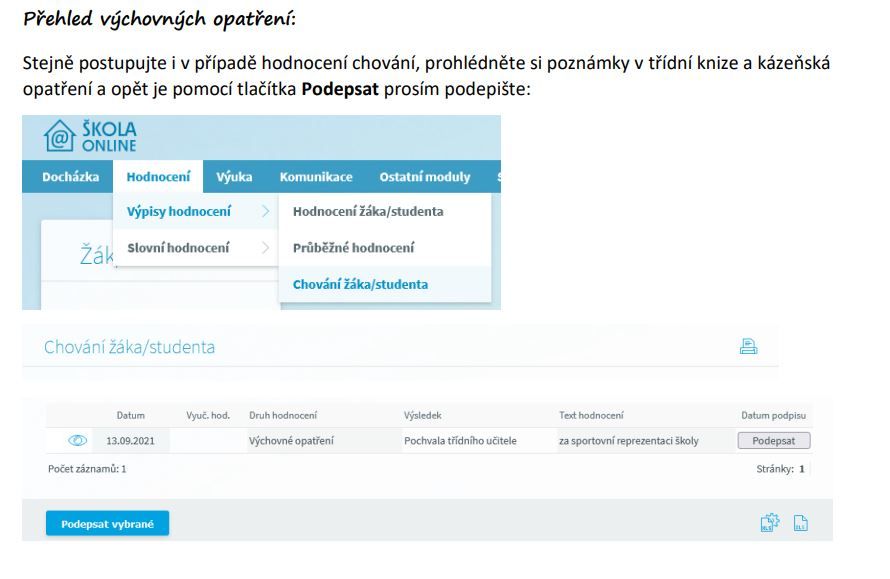 Přehled výchovných opatření:
Stejně postupujte i v případě hodnocení chování, prohlédněte si poznámky v třídní knize a kázeňská
opatření a opět je pomocí tlačítka Podepsat prosím podepište:
ŠKOLA
ONLINE
Docházka Hodnocení Výuka Komunikace Ostatní moduly
Výpisy hodnocení Hodnocení žáka/studenta
Slovní hodnocení Průběžné hodnocení
Chování žáka/studenta
Chování žáka/studenta
Datum Vyuč. hod. Druh hodnocení Výsledek Text hodnocení Datum podpisu
13.09.2021 Výchovné opatření Pochvala třídního učitele za sportovní reprezentaci školy Podepsat
Počet záznamů: 1 Stránky: 1
Podepsat vybrané